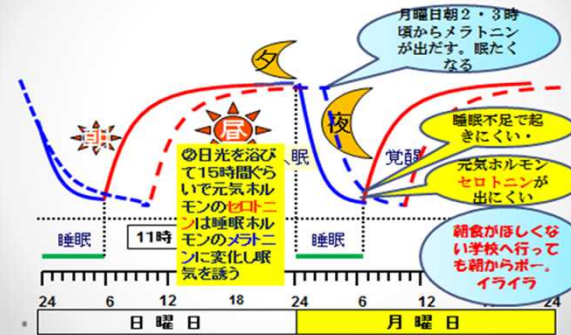 月曜日朝２・３時
頃からメラトニン
が出だす。眠たく
なる
夕
朝
昼
夜
睡眠不足で起
きにくい・
元気ホルモン
セロトニンが
出にくい
②日光を浴び
て15時間ぐら
いで元気ホル
モンのセロトニ
ンは睡眠ホル
モンのメラトニ
ンに変化し眠
気を誘う
眠
覚醒
朝食がほしくな
い学校へ行って
も朝からボー。
イライラ
睡眠
11時
睡眠
24 6 12 18 24 6 12 24
日曜日
月曜日